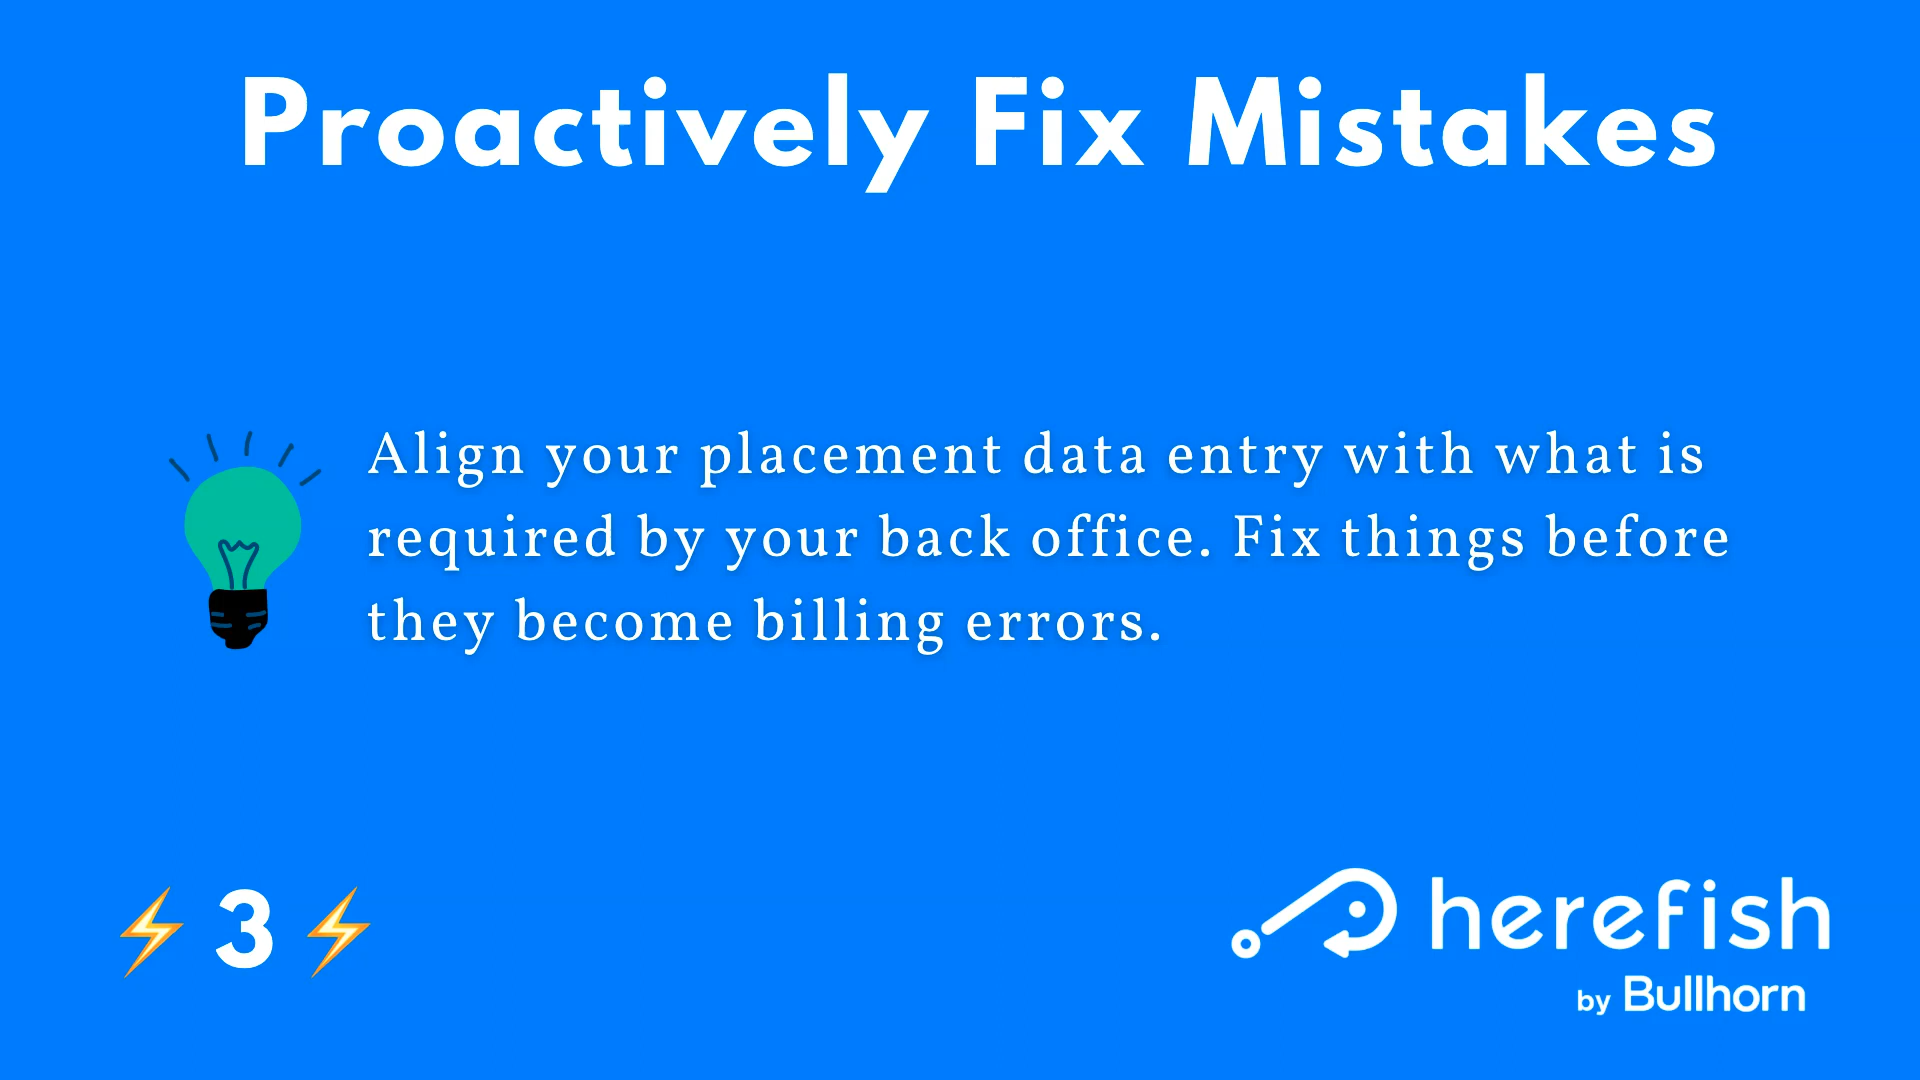 Proactively Fix Mistakes
Align your placement data entry with what is
required by your back office. Fix things before
they become billing errors.
⚡ 3 ⚡
herefish
by Bullhorn